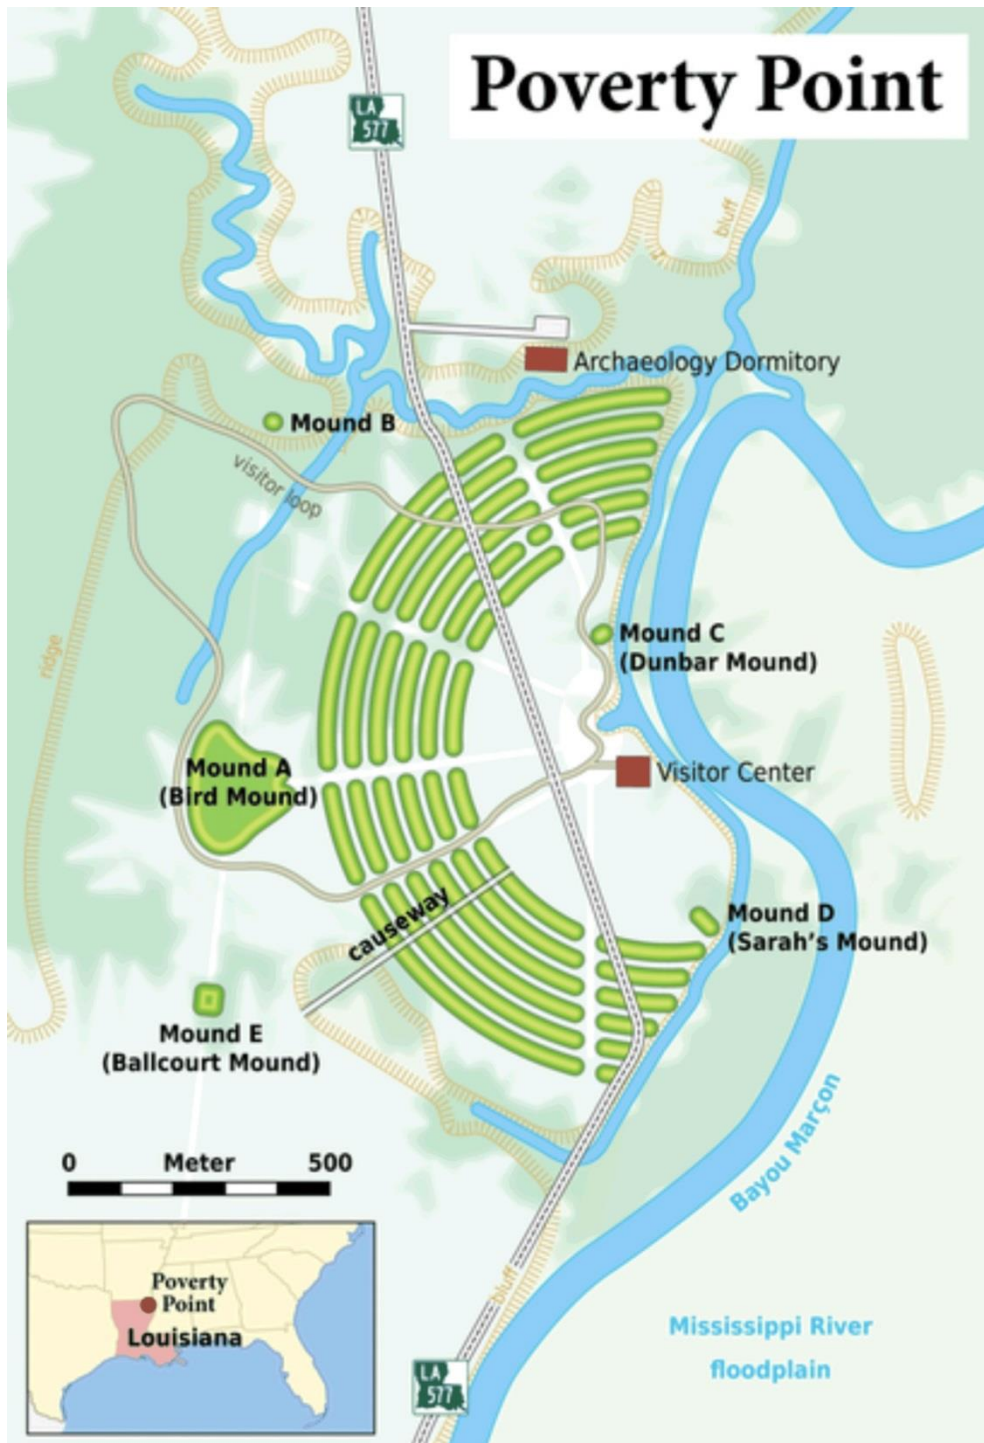 Poverty Point
LA
577
bluff
Archaeology Dormitory
Mound B
visitor loop
ridge
Mound C
(Dunbar Mound)
Mound A
(Bird Mound)
Visitor Center
causeway
Mound D
(Sarah's Mound)
Mound E
(Ballcourt Mound)
Bayou Marçon
0 Meter 500
Poverty
Point
Louisiana
bluff
Mississippi River
floodplain
LA
577